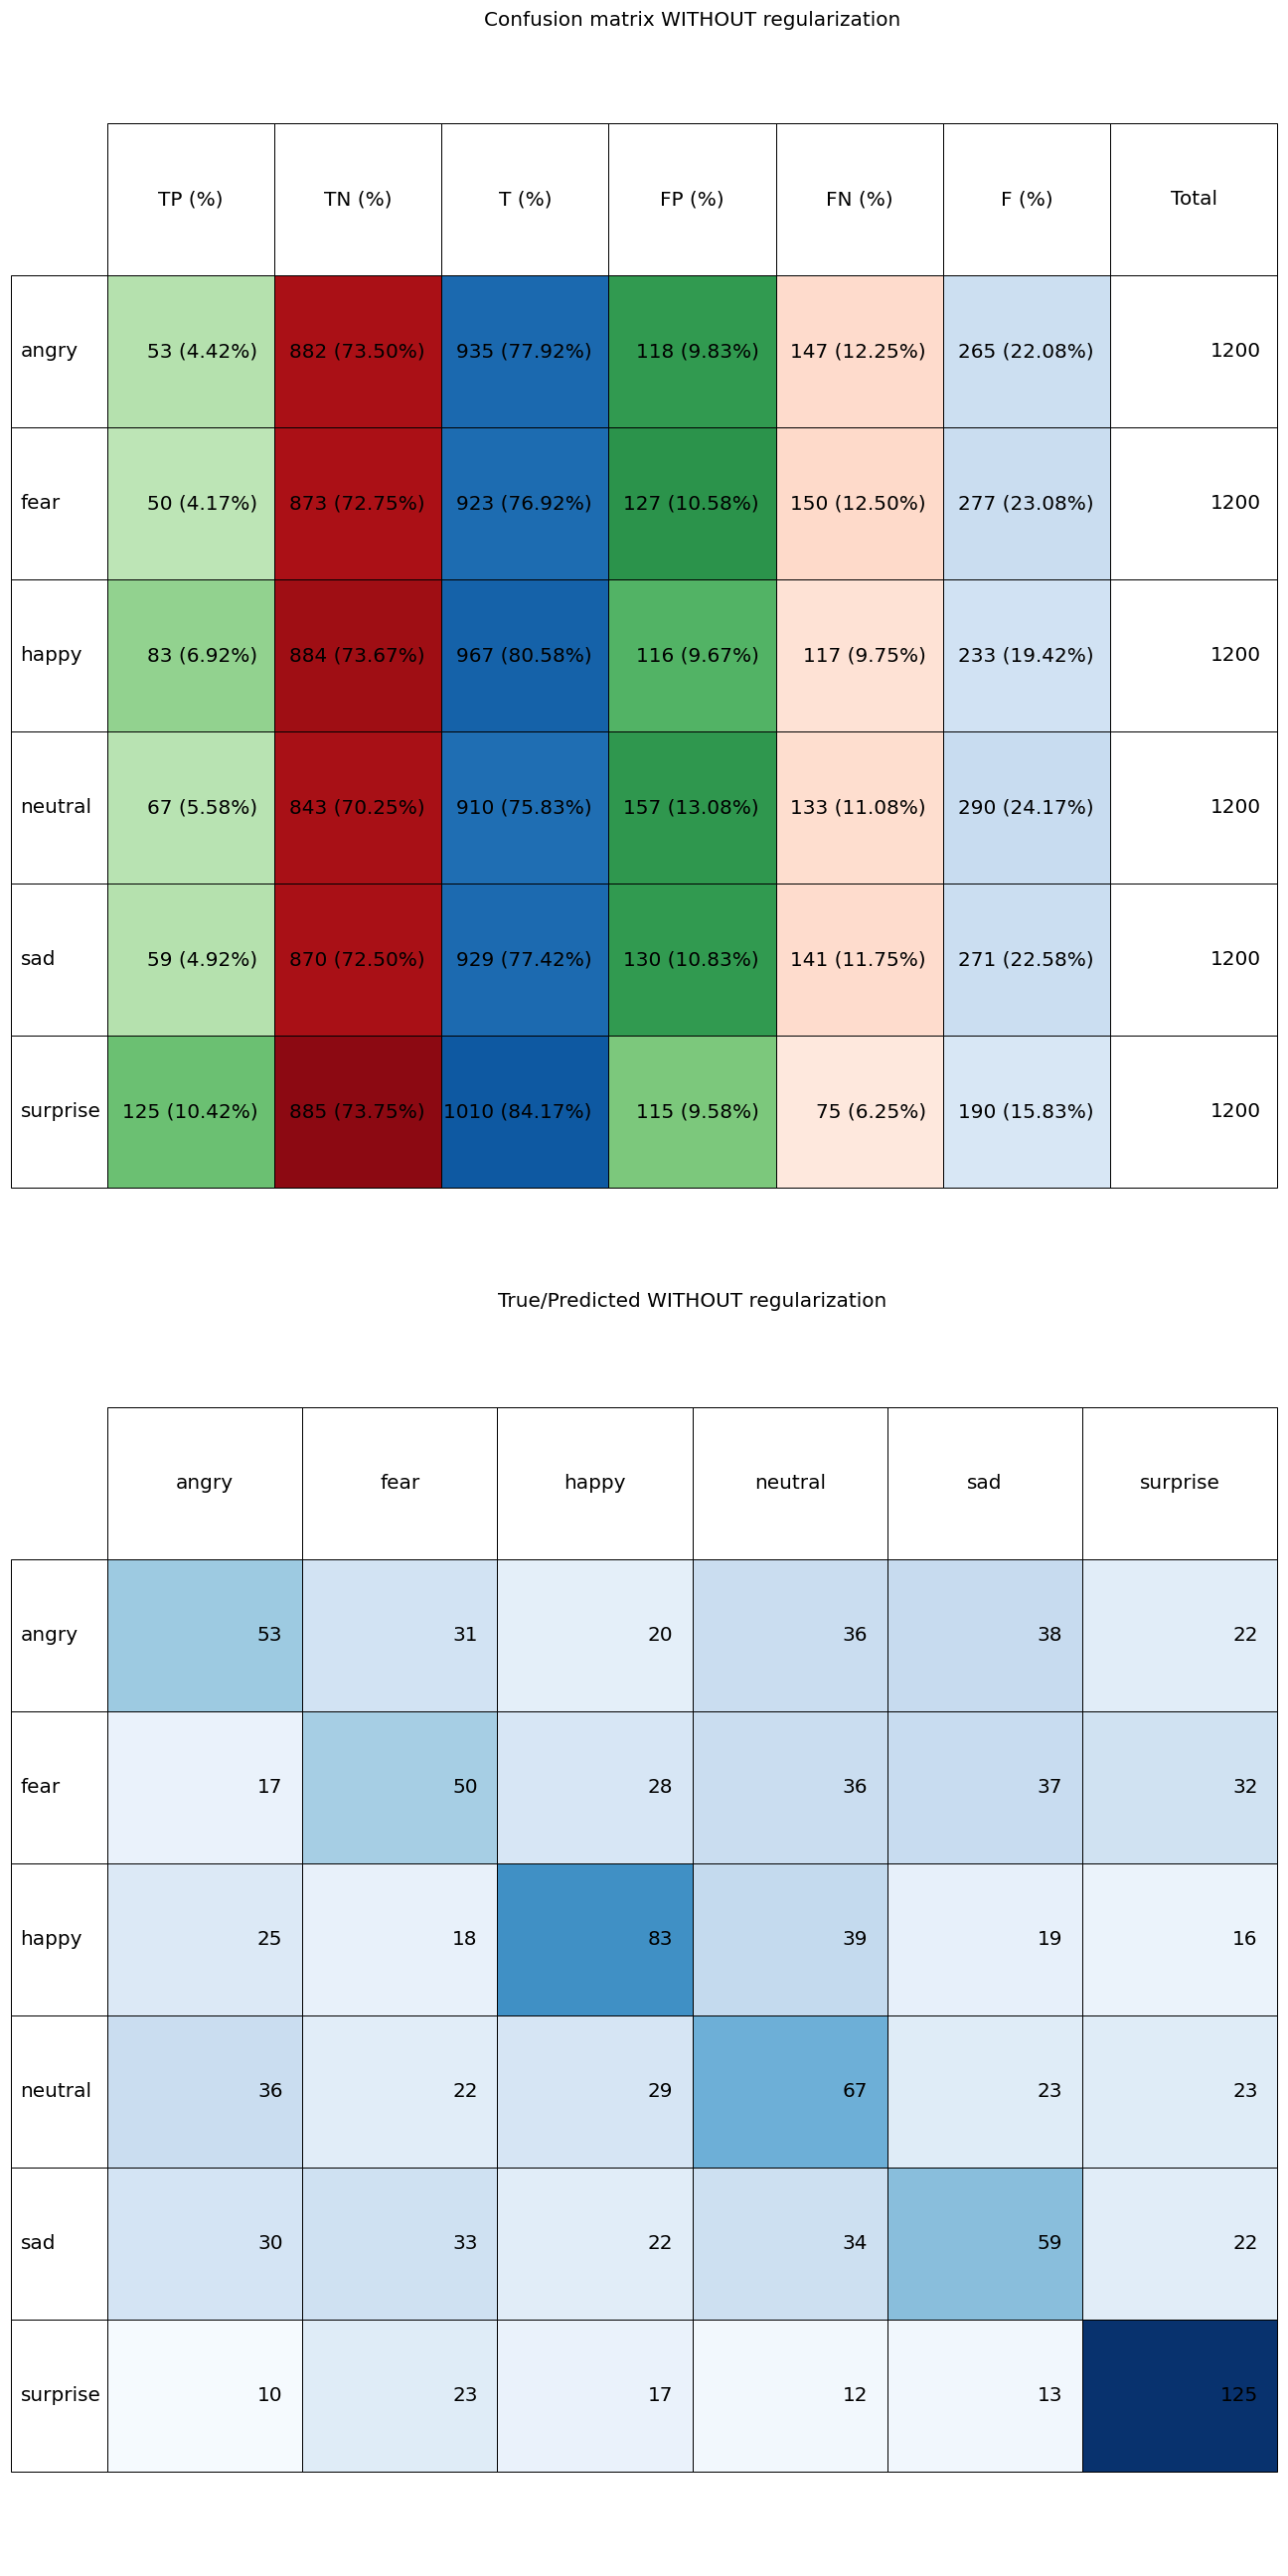 Confusion matrix WITHOUT regularization
TP (%) TN (%) T (%) FP (%) FN (%) F (%) Total
angry 53 (4.42%) 882 (73.50%) 935 (77.92%) 118 (9.83%) 147 (12.25%) 265 (22.08%) 1200
fear 50 (4.17%) 873 (72.75%) 923 (76.92%) 127 (10.58%) 150 (12.50%) 277 (23.08%) 1200
happy 83 (6.92%) 884 (73.67%) 967 (80.58%) 116 (9.67%) 117 (9.75%) 233 (19.42%) 1200
neutral 67 (5.58%) 843 (70.25%) 910 (75.83%) 157 (13.08%) 133 (11.08%) 290 (24.17%) 1200
sad 59 (4.92%) 870 (72.50%) 929 (77.42%) 130 (10.83%) 141 (11.75%) 271 (22.58%) 1200
surprise 125 (10.42%) 885 (73.75%) 1010 (84.17%) 115 (9.58%) 75 (6.25%) 190 (15.83%) 1200
True/Predicted WITHOUT regularization
angry fear happy neutral sad surprise
angry 53 31 20 36 38 22
fear 17 50 28 36 37 32
happy 25 18 83 39 19 16
neutral 36 22 29 67 23 23
sad 30 33 22 34 59 22
surprise 10 23 17 12 13 125